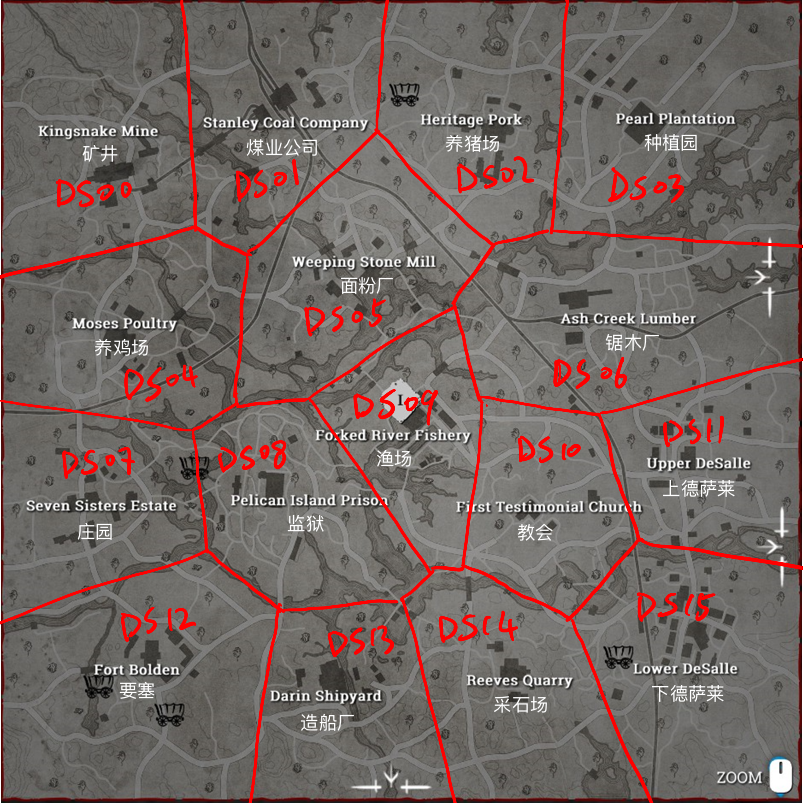 Kingsnake Mine
矿井
DS00
Stanley Coal Company
煤业公司
DS01
Heritage Pork
养猪场
DS02
Pearl Plantation
种植园
DS03
Moses Poultry
养鸡场
DS04
Weeping Stone Mill
面粉厂
DS05
Ash Creek Lumber
锯木厂
DS06
DS07
Seven Sisters Estate
庄园
DS08
Pelican Island Prison
监狱
DS09
Forked River Fishery
渔场
DS10
First Testimonial Church
教会
DS11
Upper DeSalle
上德萨莱
DS12
Fort Bolden
要塞
DS13
Darin Shipyard
造船厂
DS14
Reeves Quarry
采石场
DS15
Lower DeSalle
下德萨莱
ZOOM